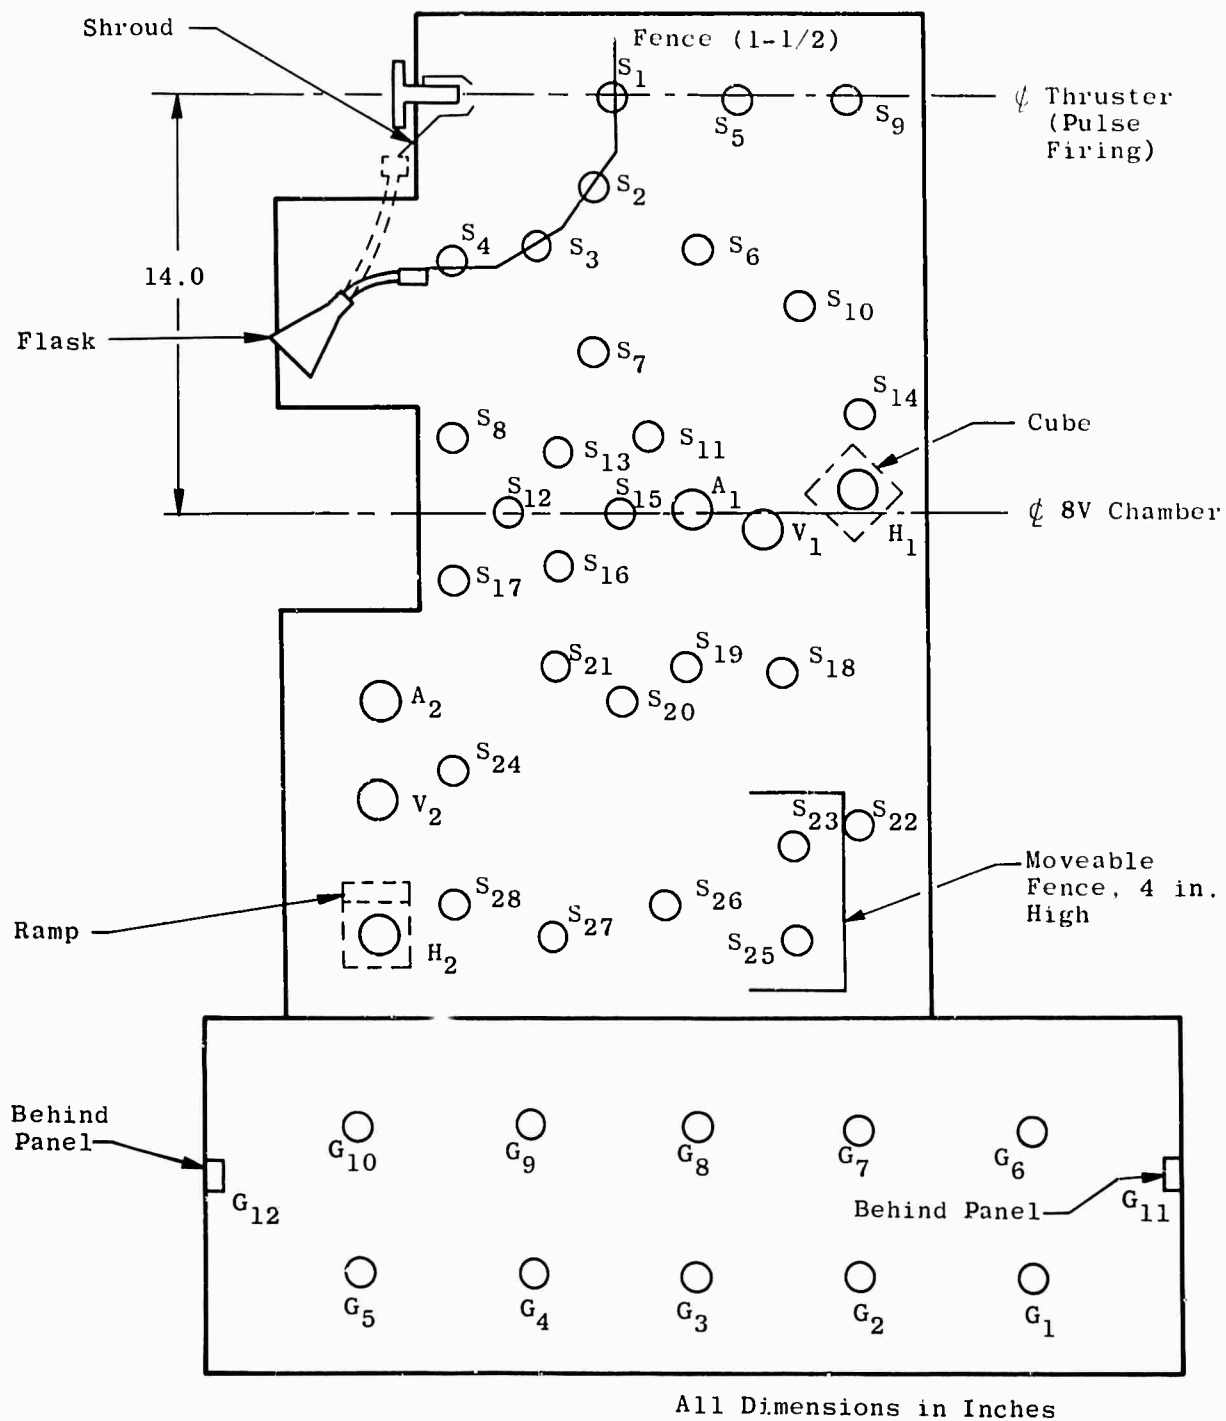 Shroud
Fence (1-1/2)
S1
S5
S9
₵ Thruster
(Pulse
Firing)
S2
S4
S3
S6
14.0
S10
Flask
S7
S14
S8
Cube
S13
S11
S12
S15
A1
V1
H1
₵ 8V Chamber
S17
S16
S21
S19
S18
A2
S20
S24
V2
S23
S22
Moveable
Fence, 4 in.
High
S28
S26
Ramp
S27
S25
H2
Behind
Panel
G10
G9
G8
G7
G6
G12
Behind Panel
G11
G5
G4
G3
G2
G1
All Dimensions in Inches